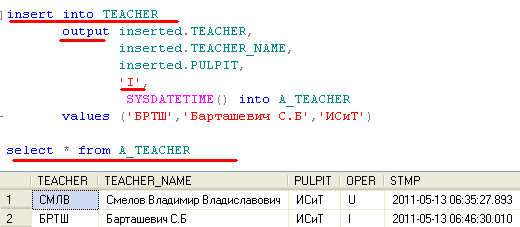 insert into TEACHER
output inserted.TEACHER,
inserted.TEACHER_NAME,
inserted.PULPIT,
'I',
SYSDATETIME() into A_TEACHER
values ('БРТШ','Барташевич С.Б','ИСиТ')
select * from A_TEACHER
TEACHER TEACHER_NAME PULPIT OPER STMP
1 СМЛВ Смелов Владимир Владиславович ИСиТ U 2011-05-13 06:35:27.893
2 БРТШ Барташевич С.Б ИСиТ I 2011-05-13 06:46:30.010